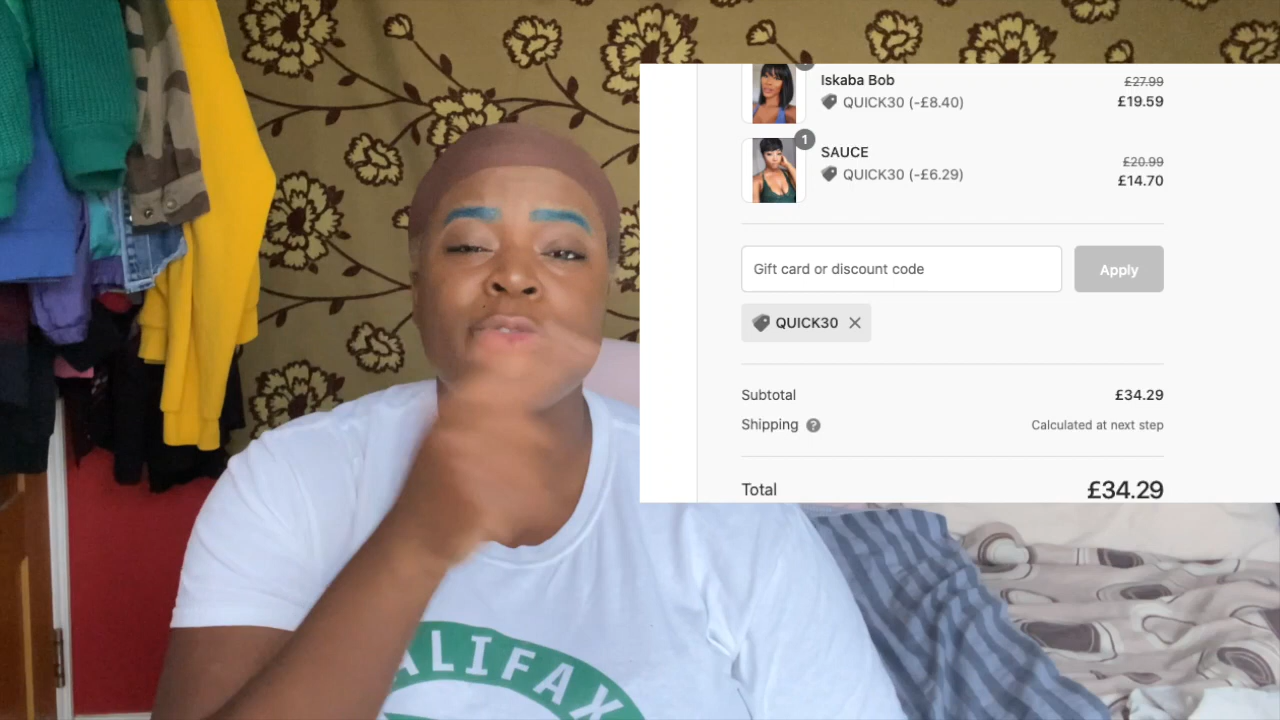 Iskaba Bob
£27.99
QUICK30 (-£8.40)
£19.59
1
SAUCE
£20.99
QUICK30 (-£6.29)
£14.70
Gift card or discount code
Apply
QUICK30
Subtotal
£34.29
Shipping ?
Calculated at next step
Total
£34.29
ALIFAX